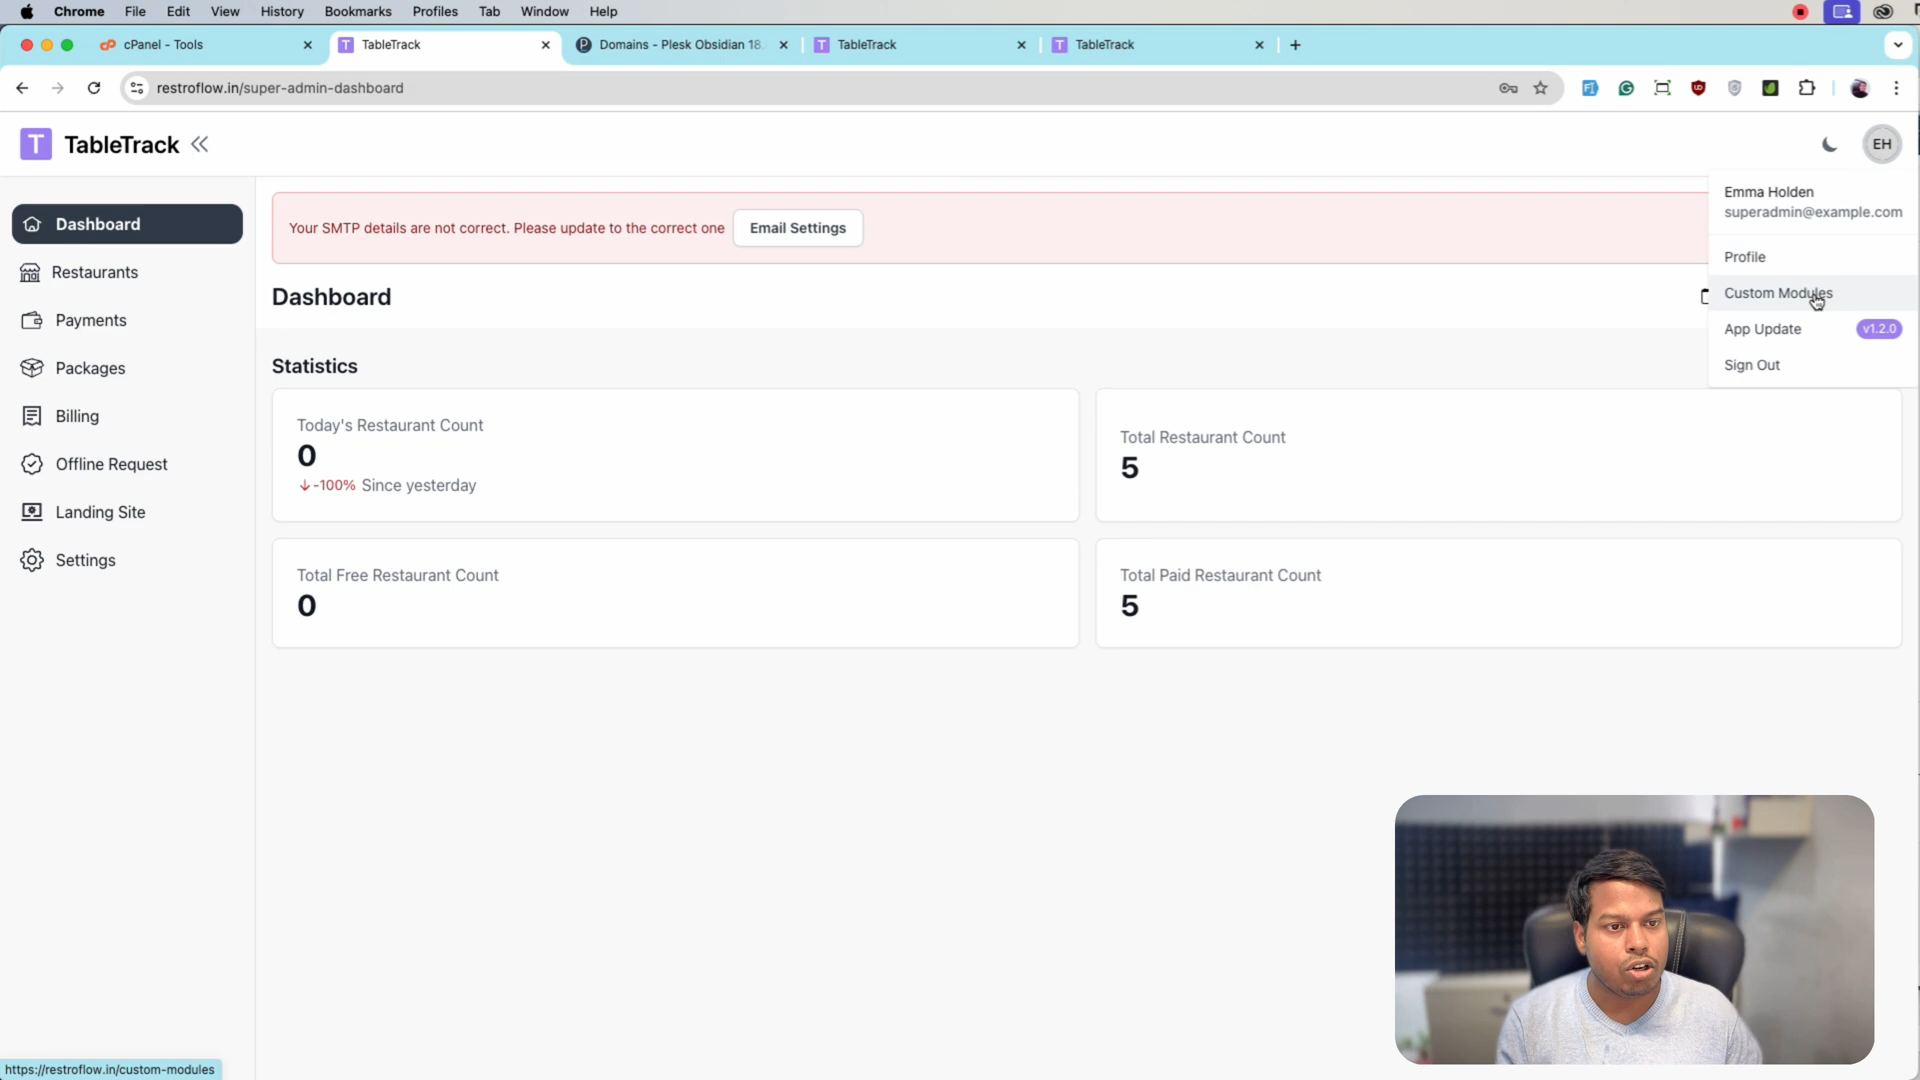 Chrome File Edit View History Bookmarks Profiles Tab Window Help
cPanel - Tools
TableTrack
Domains - Plesk Obsidian 18.
TableTrack
TableTrack
restroflow.in/super-admin-dashboard
T TableTrack
EH
Emma Holden
superadmin@example.com
Profile
Custom Modules
App Update v1.2.0
Sign Out
Dashboard
Restaurants
Payments
Packages
Billing
Offline Request
Landing Site
Settings
Your SMTP details are not correct. Please update to the correct one Email Settings
Dashboard
Statistics
Today's Restaurant Count
0
-100% Since yesterday
Total Restaurant Count
5
Total Free Restaurant Count
0
Total Paid Restaurant Count
5
https://restroflow.in/custom-modules